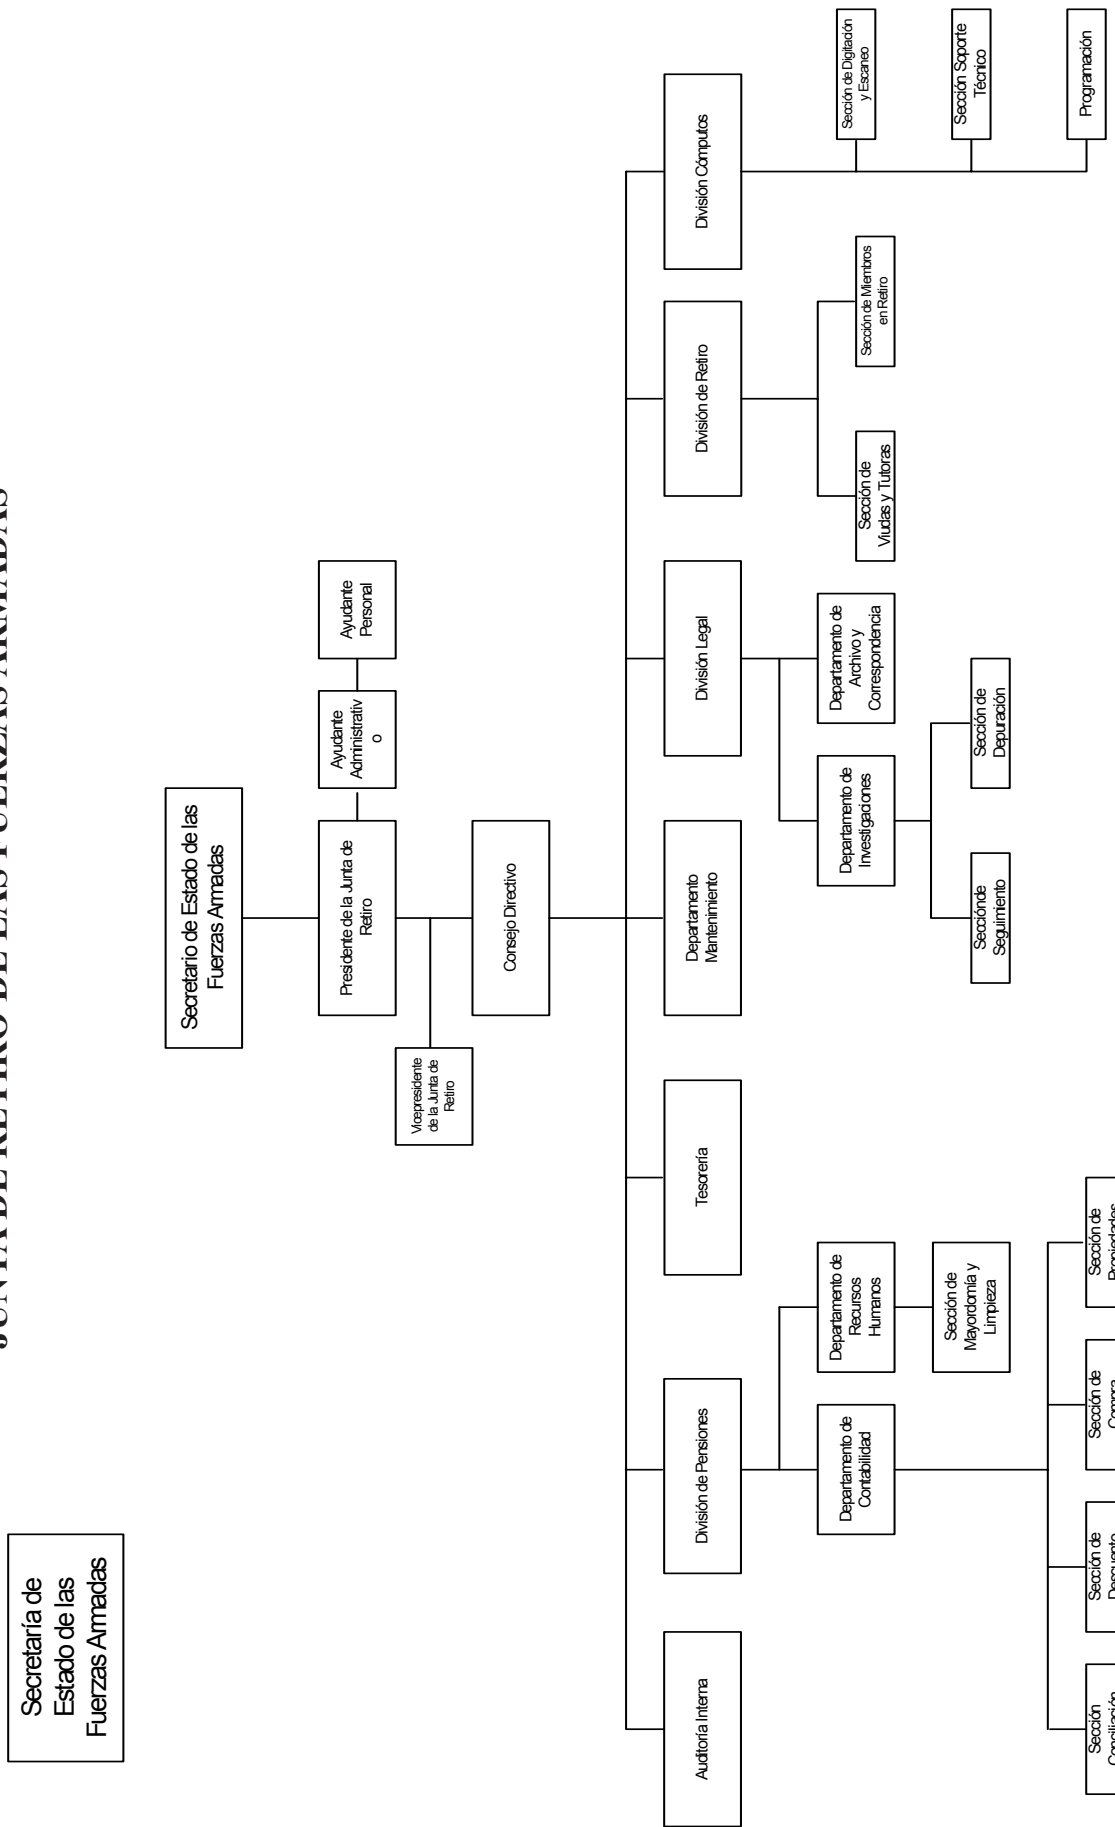 JUNTA DE RETIRO DE LAS FUERZAS ARMADAS
Secretaría de
Estado de las
Fuerzas Armadas
Secretario de Estado de las
Fuerzas Armadas
Presidente de la Junta de
Retiro
Ayudante
Administrativ
o
Ayudante
Personal
Vicepresidente
de la Junta de
Retiro
Consejo Directivo
Auditoría Interna
División de Pensiones
Tesorería
Departamento
Mantenimiento
División Legal
División de Retiro
División Cómputos
Departamento de
Contabilidad
Departamento de
Recursos
Humanos
Sección de
Mayordomía y
Limpieza
Sección
Conciliación
Sección de
Descuento
Sección de
Compra
Sección de
Propiedades
Departamento de
Investigaciones
Departamento de
Archivo y
Correspondencia
Secciónde
Seguimiento
Sección de
Depuración
Sección de
Viudas y Tutoras
Sección de Miembros
en Retiro
Sección de Digitación
y Escaneo
Sección Soporte
Técnico
Programación